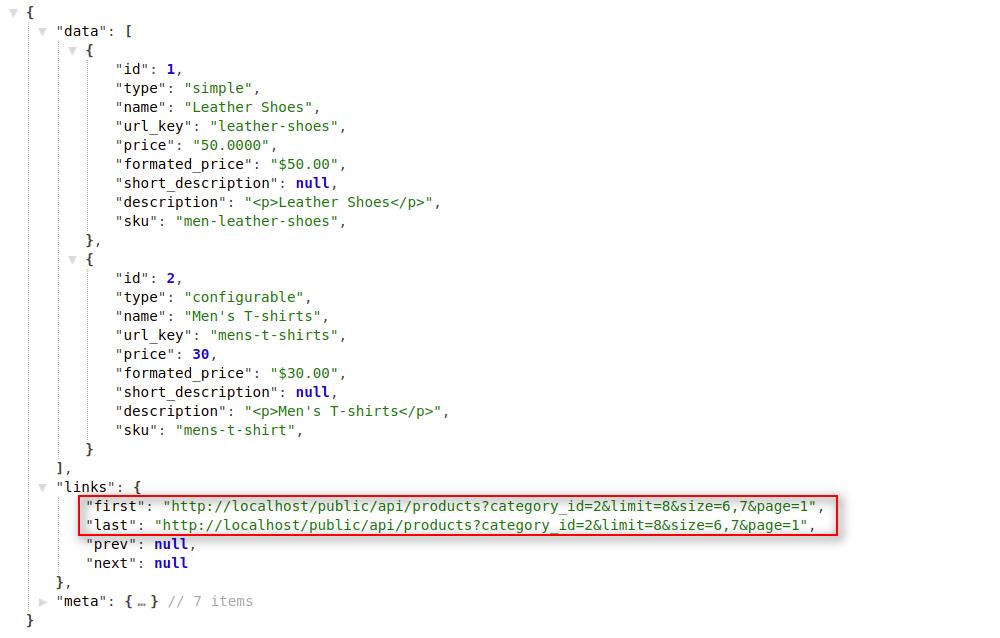 {
"data": [
{
"id": 1,
"type": "simple",
"name": "Leather Shoes",
"url_key": "leather-shoes",
"price": "50.0000",
"formated_price": "$50.00",
"short_description": null,
"description": "<p>Leather Shoes</p>",
"sku": "men-leather-shoes",
},
{
"id": 2,
"type": "configurable",
"name": "Men's T-shirts",
"url_key": "mens-t-shirts",
"price": 30,
"formated_price": "$30.00",
"short_description": null,
"description": "<p>Men's T-shirts</p>",
"sku": "mens-t-shirt",
}
],
"links": {
"first": "http://localhost/public/api/products?category_id=2&limit=8&size=6,7&page=1",
"last": "http://localhost/public/api/products?category_id=2&limit=8&size=6,7&page=1",
"prev": null,
"next": null
},
"meta": { … } // 7 items
}